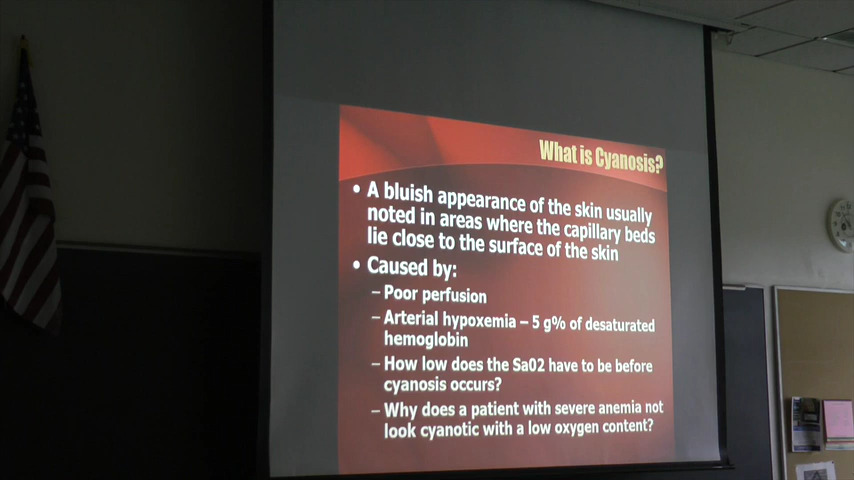 What is Cyanosis?
• A bluish appearance of the skin usually
noted in areas where the capillary beds
lie close to the surface of the skin
• Caused by:
– Poor perfusion
– Arterial hypoxemia – 5 g% of desaturated
hemoglobin
– How low does the Sa02 have to be before
cyanosis occurs?
– Why does a patient with severe anemia not
look cyanotic with a low oxygen content?